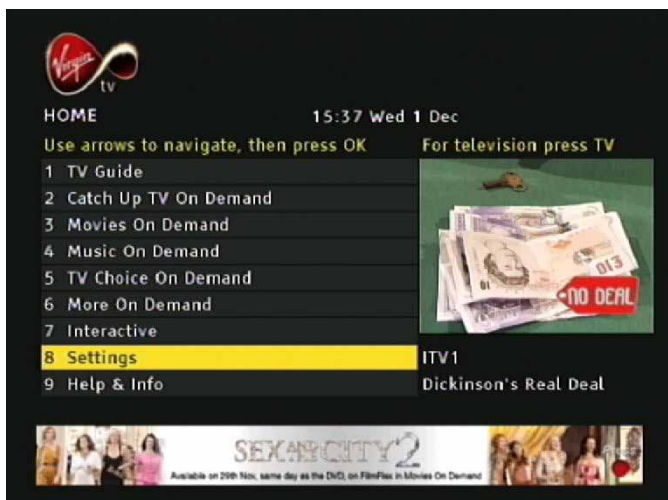 Virgin
tv
HOME
15:37 Wed 1 Dec
Use arrows to navigate, then press OK
For television press TV
1 TV Guide
2 Catch Up TV On Demand
3 Movies On Demand
4 Music On Demand
5 TV Choice On Demand
6 More On Demand
7 Interactive
8 Settings
9 Help & Info
£10
NO DEAL
ITV1
Dickinson's Real Deal
SEX AND THE CITY 2
Available on 29th Nov, same day as the DVD, on FilmFlex in Movies On Demand